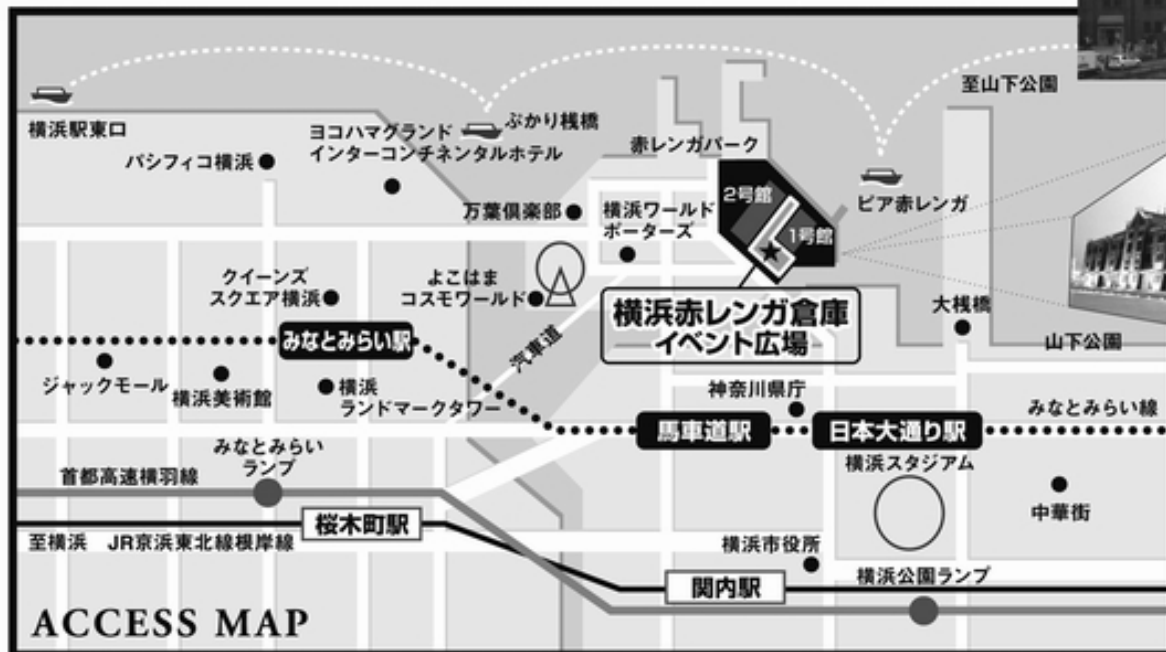 至山下公園
横浜駅東口
ヨコハマグランド
インターコンチネンタルホテル
ぷかり桟橋
赤レンガパーク
パシフィコ横浜
2号館
ピア赤レンガ
万葉倶楽部
横浜ワールド
ポーターズ
1号館
クイーンズ
スクエア横浜
よこはま
コスモワールド
横浜赤レンガ倉庫
イベント広場
大桟橋
みなとみらい駅
汽車道
山下公園
ジャックモール
横浜美術館
横浜
ランドマークタワー
神奈川県庁
馬車道駅
日本大通り駅
みなとみらい線
みなとみらい
ランプ
横浜スタジアム
首都高速横羽線
中華街
桜木町駅
至横浜 JR京浜東北線根岸線
横浜市役所
関内駅
横浜公園ランプ
ACCESS MAP